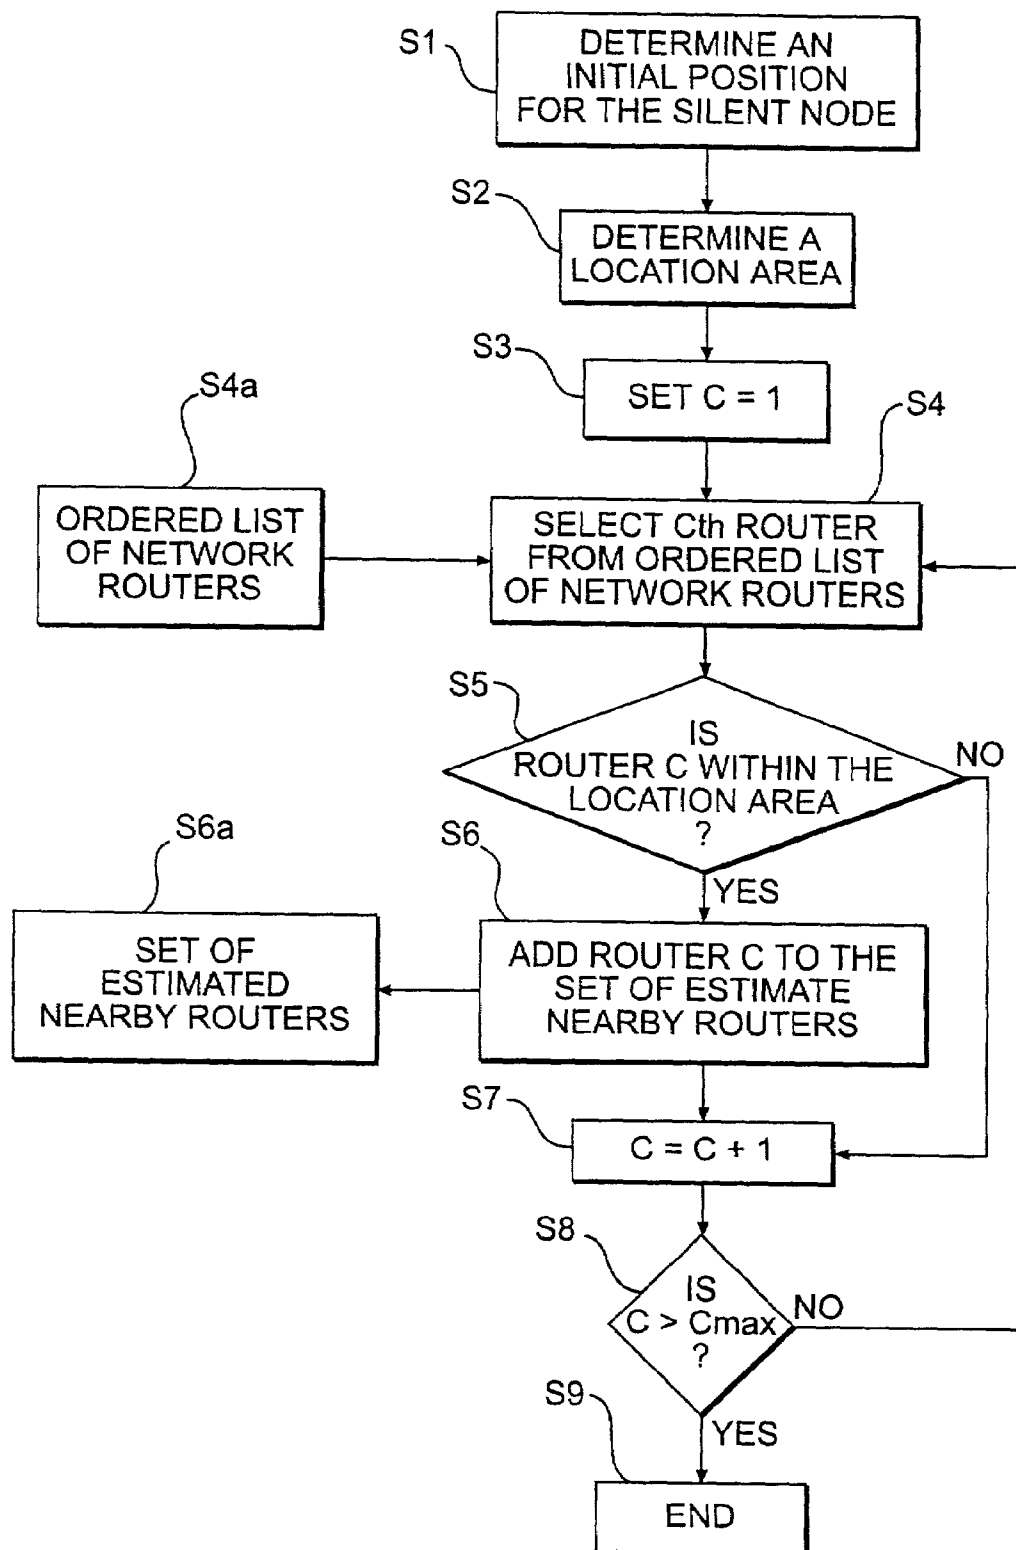 S1
DETERMINE AN
INITIAL POSITION
FOR THE SILENT NODE
S2
DETERMINE A
LOCATION AREA
S3
SET C = 1
S4a
ORDERED LIST
OF NETWORK
ROUTERS
S4
SELECT Cth ROUTER
FROM ORDERED LIST
OF NETWORK ROUTERS
S5
IS
ROUTER C WITHIN THE
LOCATION AREA
?
NO
YES
S6a
SET OF
ESTIMATED
NEARBY ROUTERS
S6
ADD ROUTER C TO THE
SET OF ESTIMATE
NEARBY ROUTERS
S7
C = C + 1
S8
IS
C > Cmax
?
NO
YES
S9
END